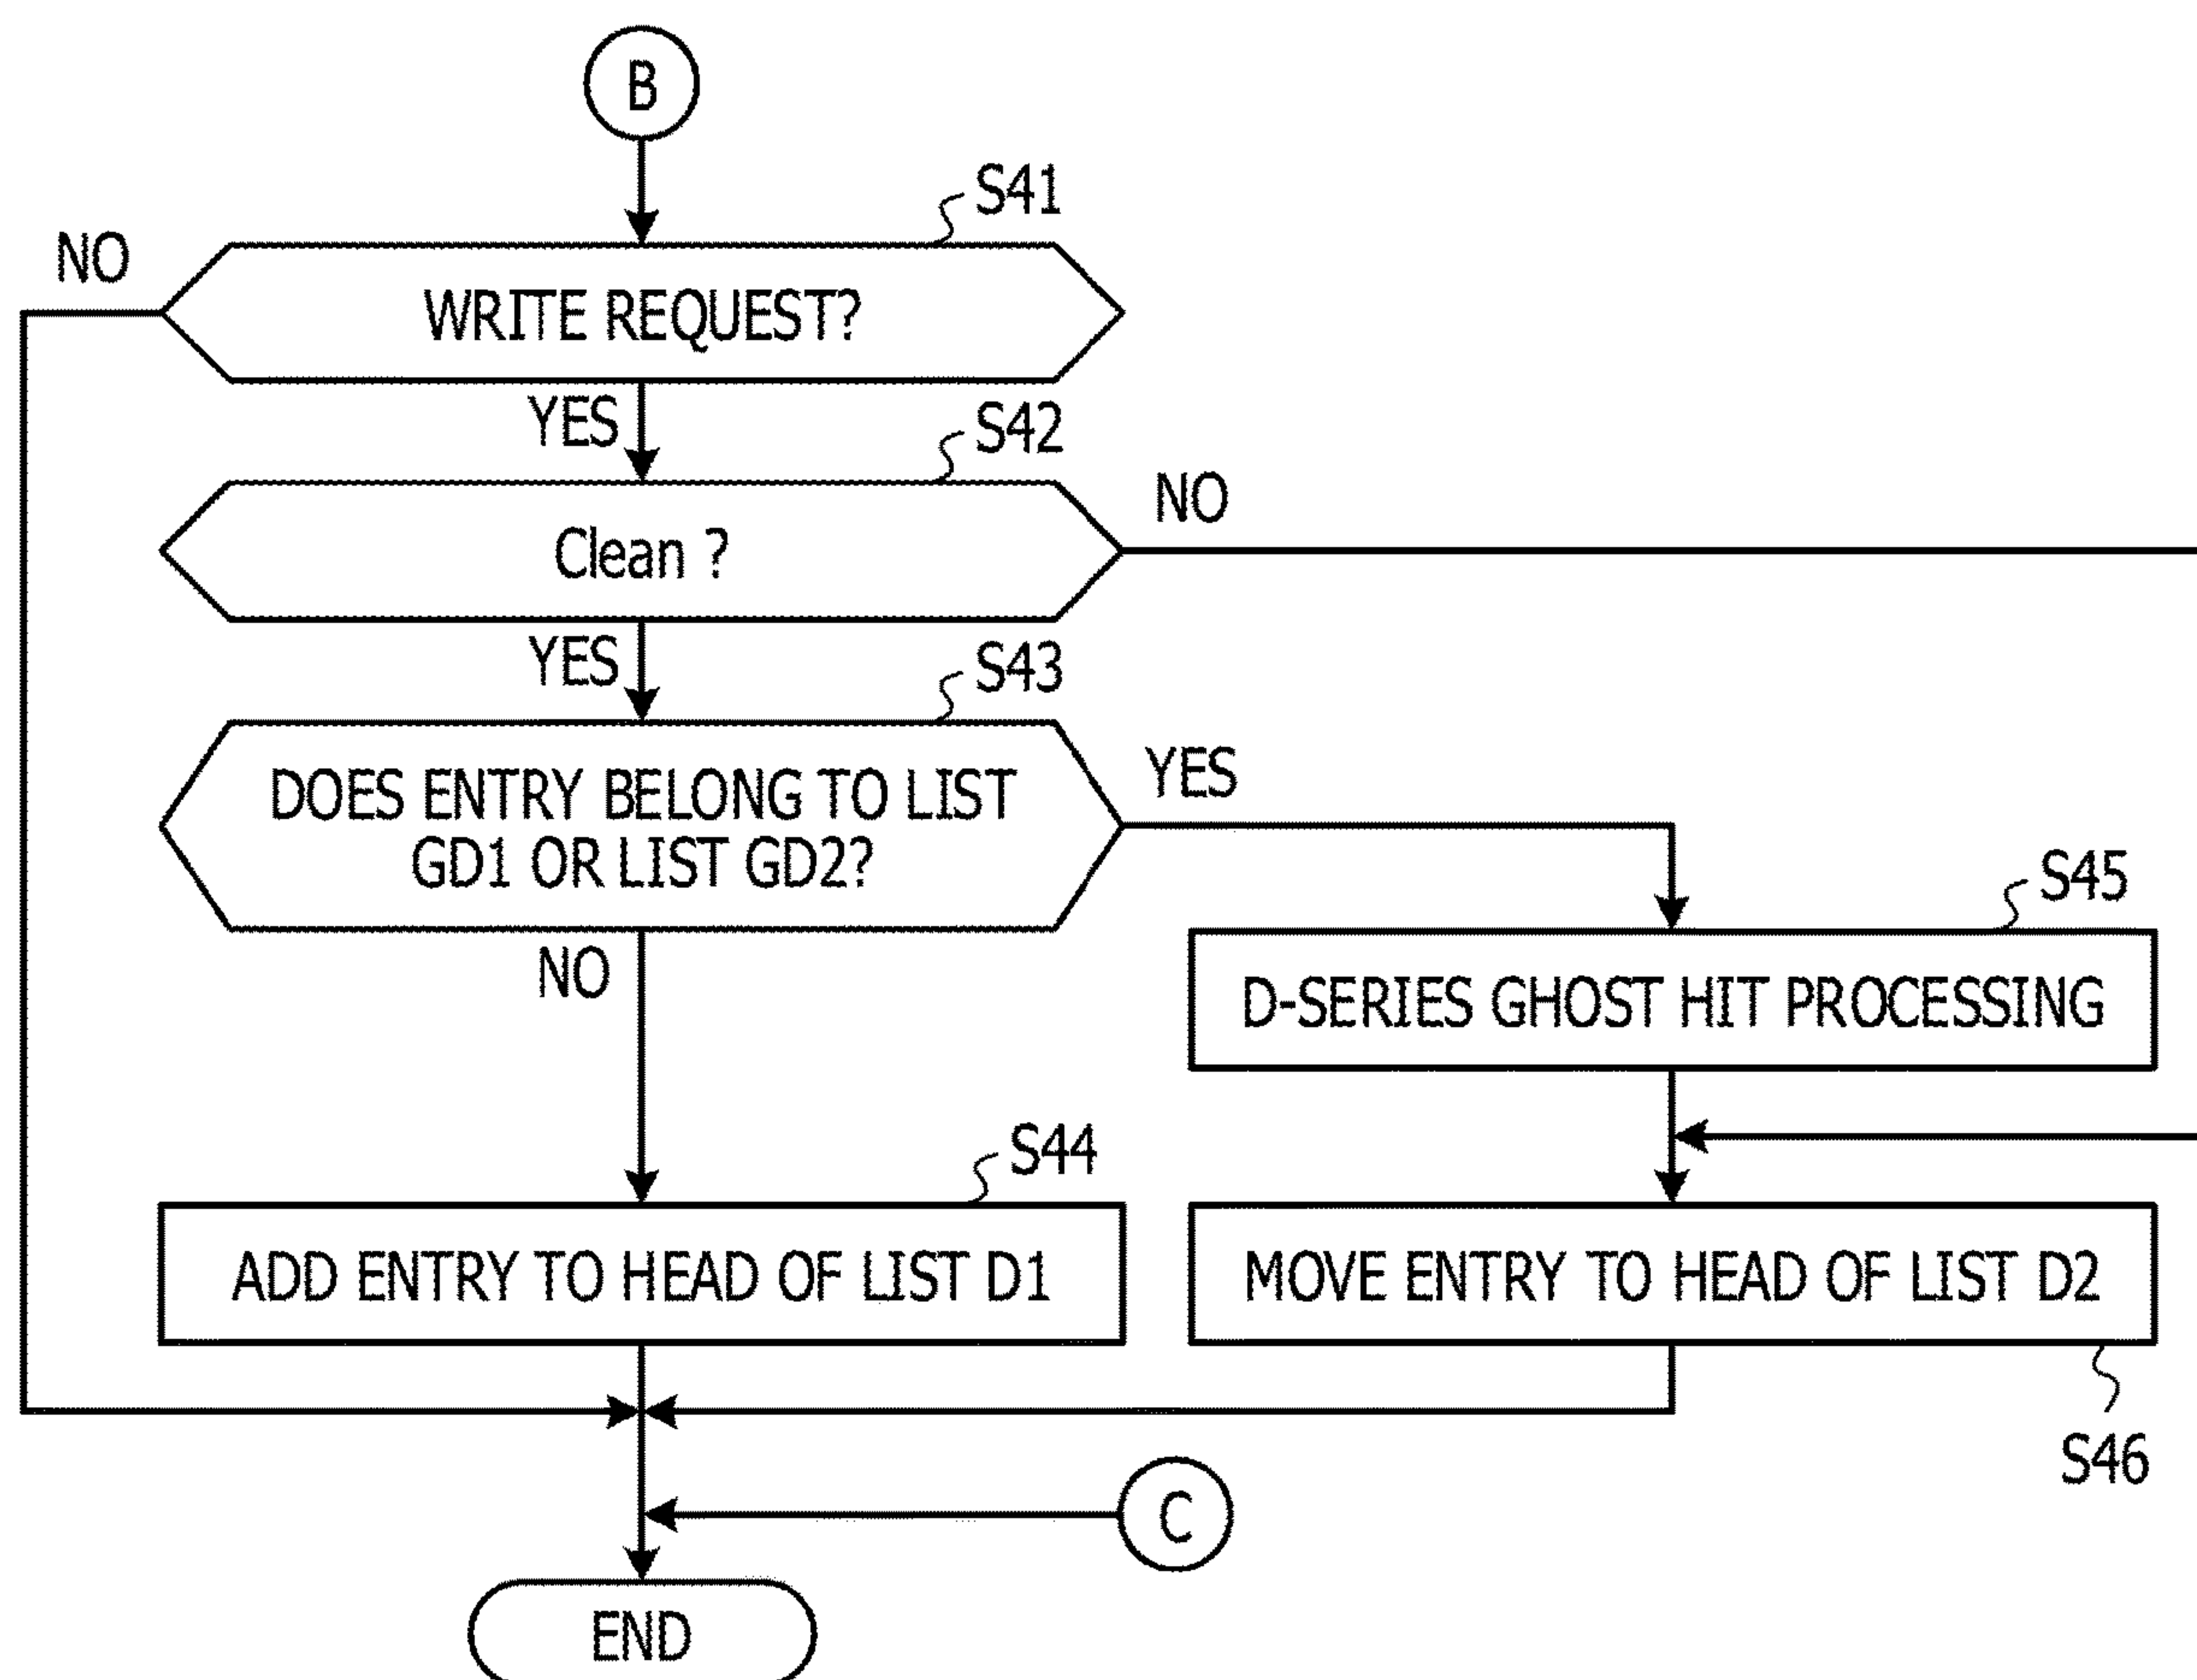 B
S41
NO
WRITE REQUEST?
YES
S42
NO
Clean ?
YES
S43
DOES ENTRY BELONG TO LIST
GD1 OR LIST GD2?
YES
S45
NO
D-SERIES GHOST HIT PROCESSING
S44
ADD ENTRY TO HEAD OF LIST D1
MOVE ENTRY TO HEAD OF LIST D2
S46
C
END